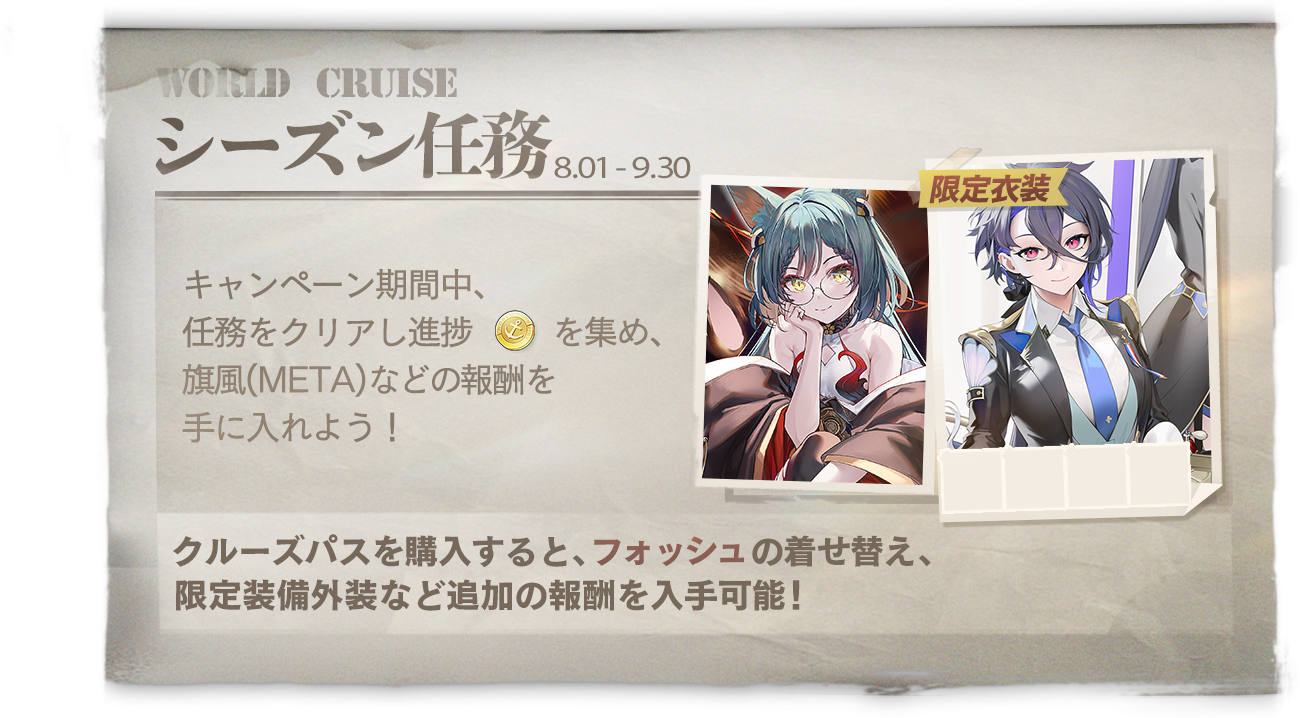 WORLD CRUISE
シーズン任務 8.01 - 9.30
限定衣装
キャンペーン期間中、
任務をクリアし進捗 を集め、
旗風(META)などの報酬を
手に入れよう！
クルーズパスを購入すると、フォッシュの着せ替え、
限定装備外装など追加の報酬を入手可能！